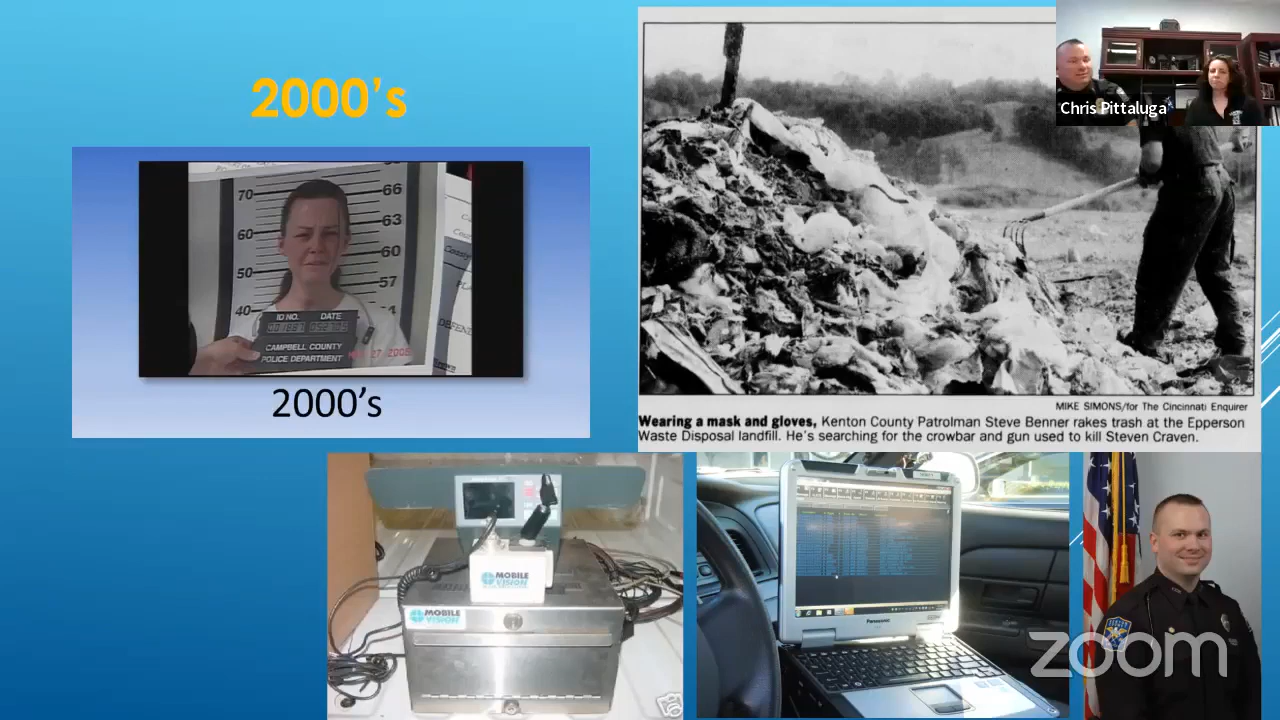 2000's
70
66
63
60
60
57
50
54
40
ID NO. DATE
CAMPBELL COUNTY
POLICE DEPARTMENT
2000's
Chris Pittaluga
MIKE SIMONS/for The Cincinnati Enquirer
Wearing a mask and gloves, Kenton County Patrolman Steve Benner rakes trash at the Epperson
Waste Disposal landfill. He's searching for the crowbar and gun used to kill Steven Craven.
MOBILE
VISION
MOBILE
VISION
Panasonic
zoom